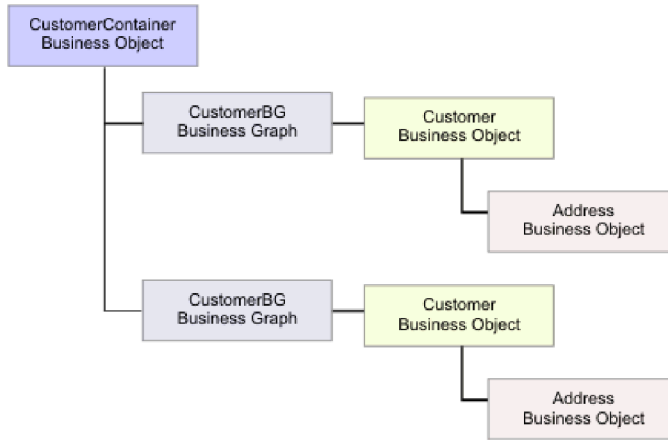 CustomerContainer
Business Object
CustomerBG
Business Graph
Customer
Business Object
Address
Business Object
CustomerBG
Business Graph
Customer
Business Object
Address
Business Object